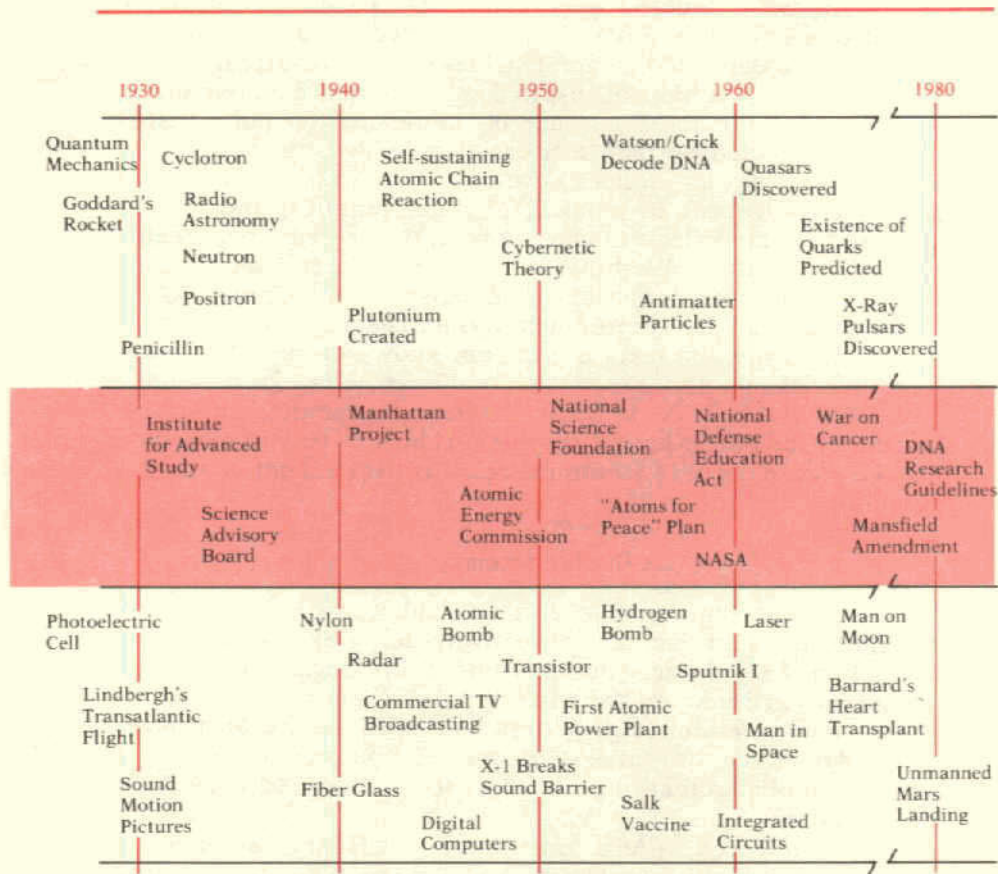 1930
1940
1950
1960
1980
Quantum
Mechanics
Cyclotron
Self-sustaining
Atomic Chain
Reaction
Watson/Crick
Decode DNA
Quasars
Discovered
Goddard's
Rocket
Radio
Astronomy
Existence of
Quarks
Predicted
Neutron
Cybernetic
Theory
Positron
Plutonium
Created
Antimatter
Particles
X-Ray
Pulsars
Discovered
Penicillin
Institute
for Advanced
Study
Manhattan
Project
National
Science
Foundation
National
Defense
Education
Act
War on
Cancer
DNA
Research
Guidelines
Science
Advisory
Board
Atomic
Energy
Commission
"Atoms for
Peace" Plan
NASA
Mansfield
Amendment
Photoelectric
Cell
Nylon
Atomic
Bomb
Hydrogen
Bomb
Laser
Man on
Moon
Radar
Transistor
Sputnik I
Lindbergh's
Transatlantic
Flight
Commercial TV
Broadcasting
First Atomic
Power Plant
Man in
Space
Barnard's
Heart
Transplant
Sound
Motion
Pictures
Fiber Glass
X-1 Breaks
Sound Barrier
Salk
Vaccine
Unmanned
Mars
Landing
Digital
Computers
Integrated
Circuits